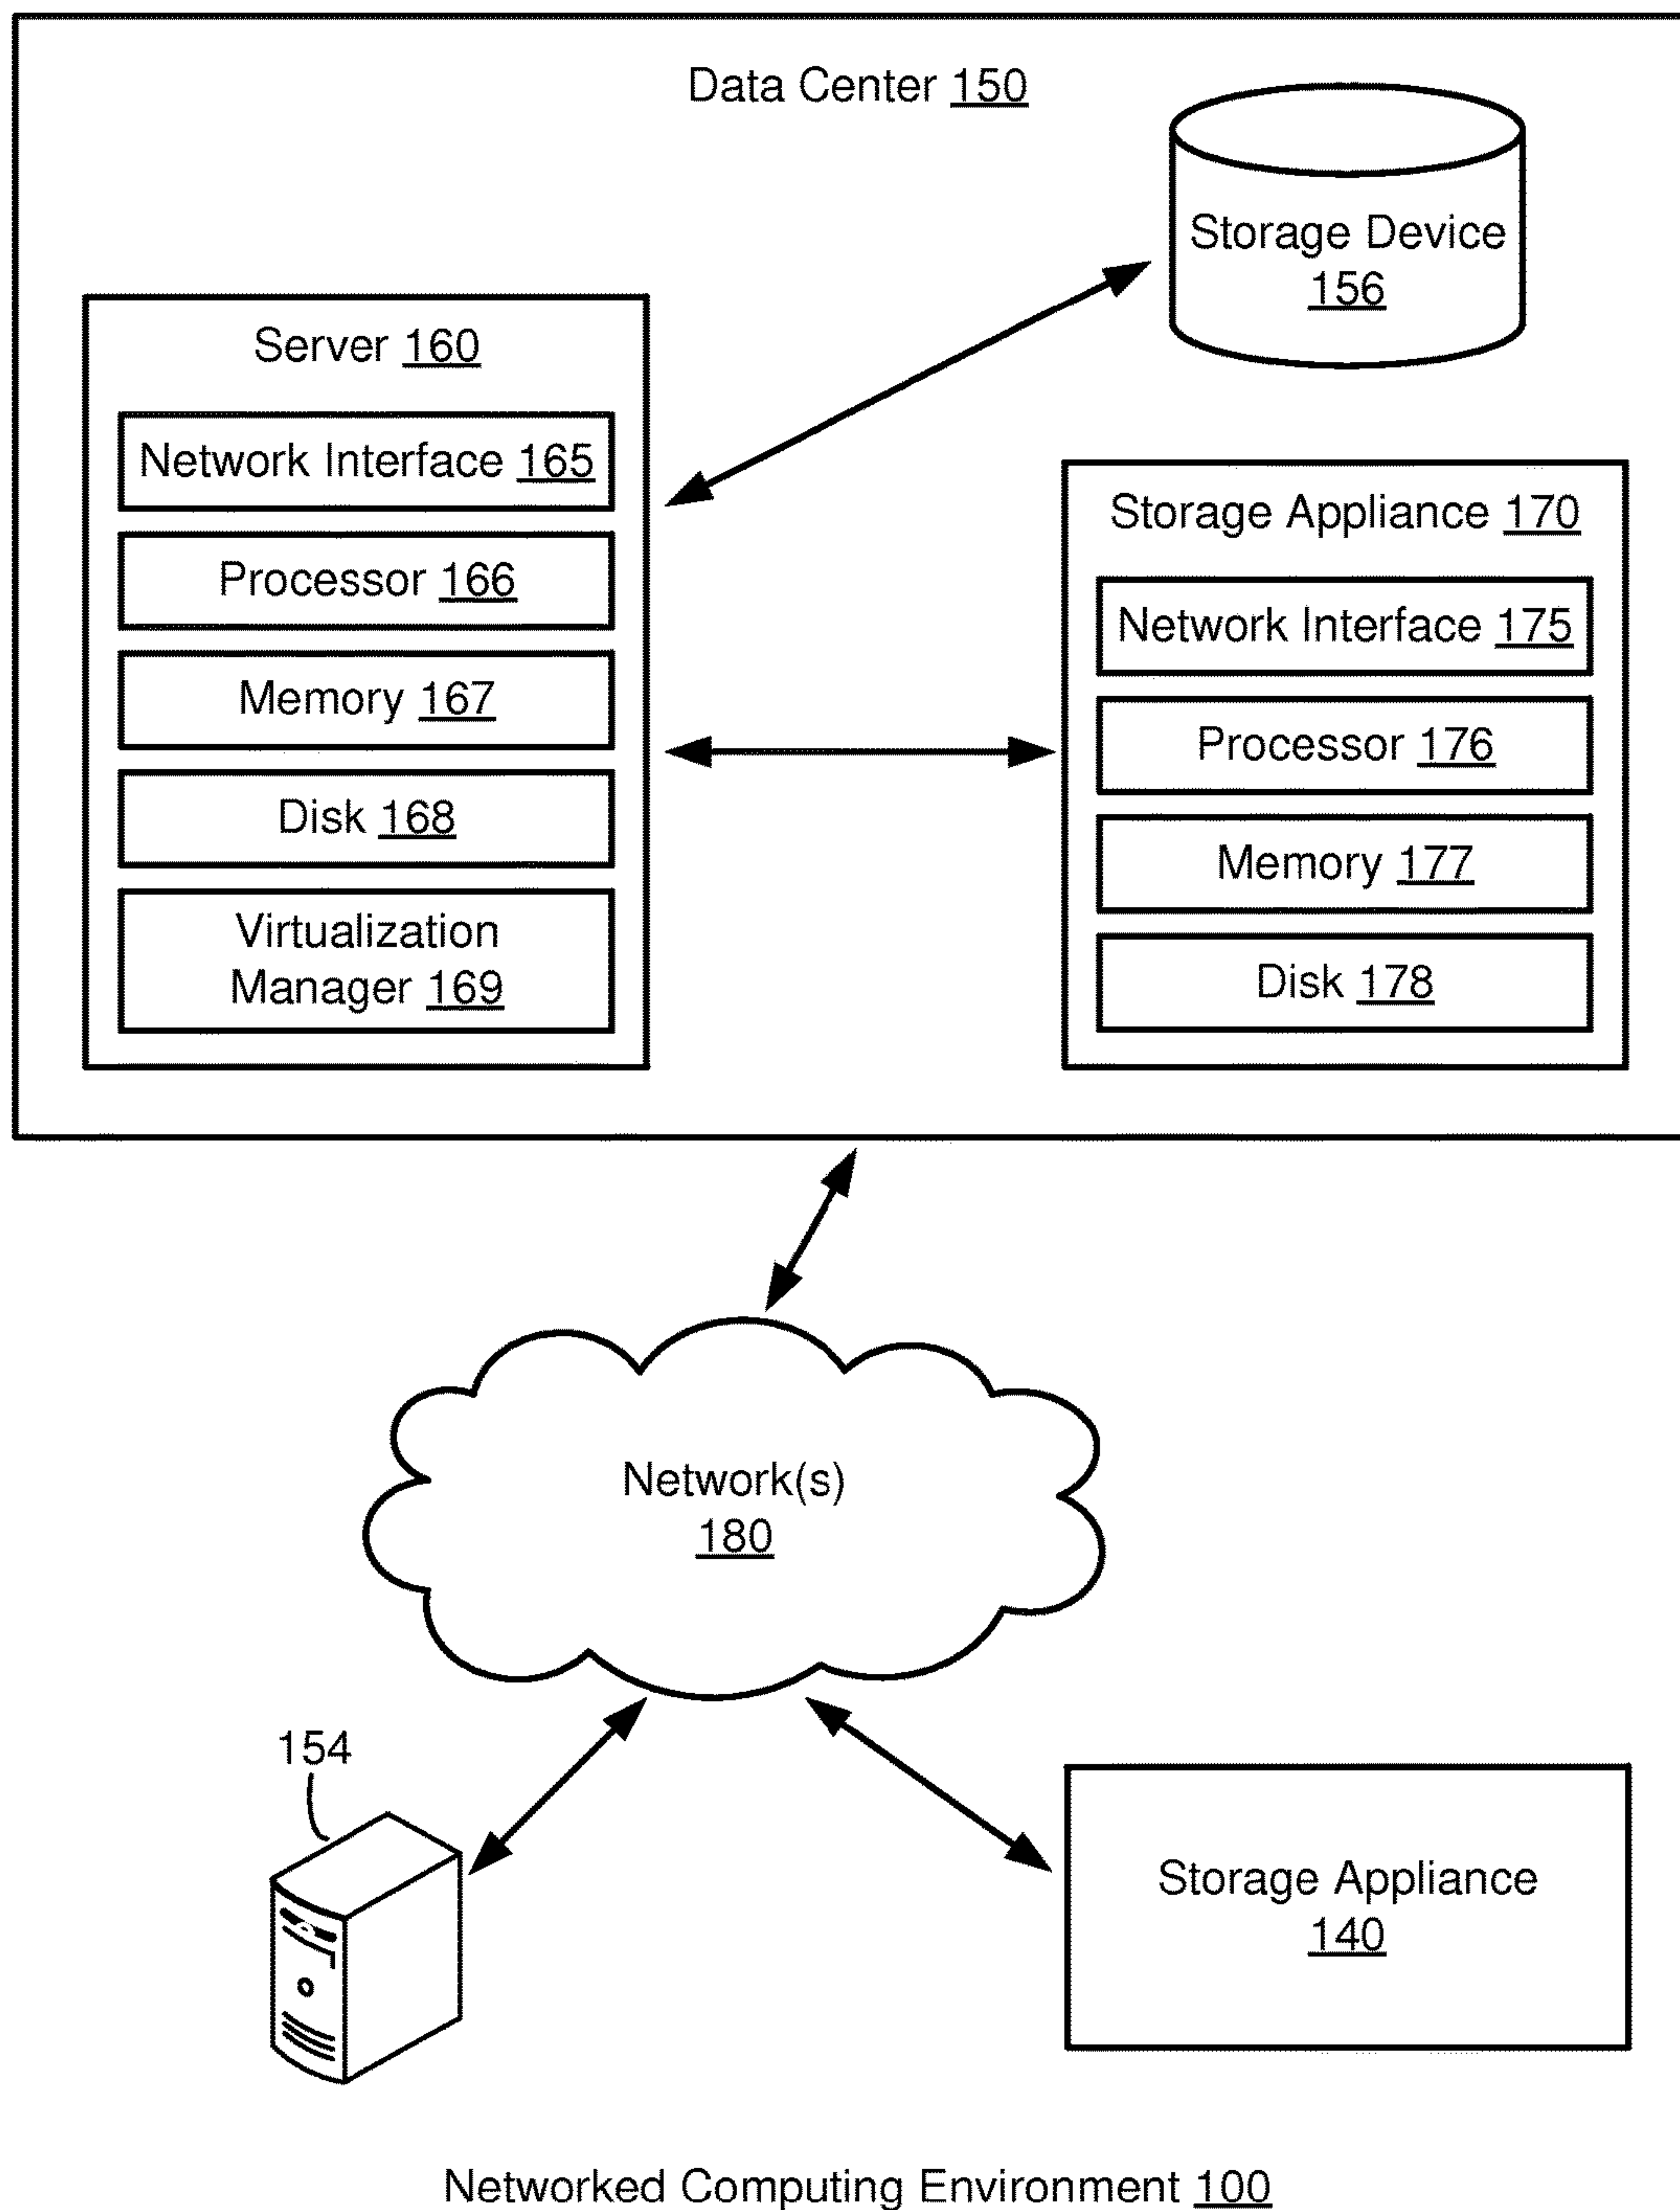 Data Center 150
Storage Device
156
Server 160
Network Interface 165
Processor 166
Memory 167
Disk 168
Virtualization
Manager 169
Storage Appliance 170
Network Interface 175
Processor 176
Memory 177
Disk 178
Network(s)
180
154
Storage Appliance
140
Networked Computing Environment 100